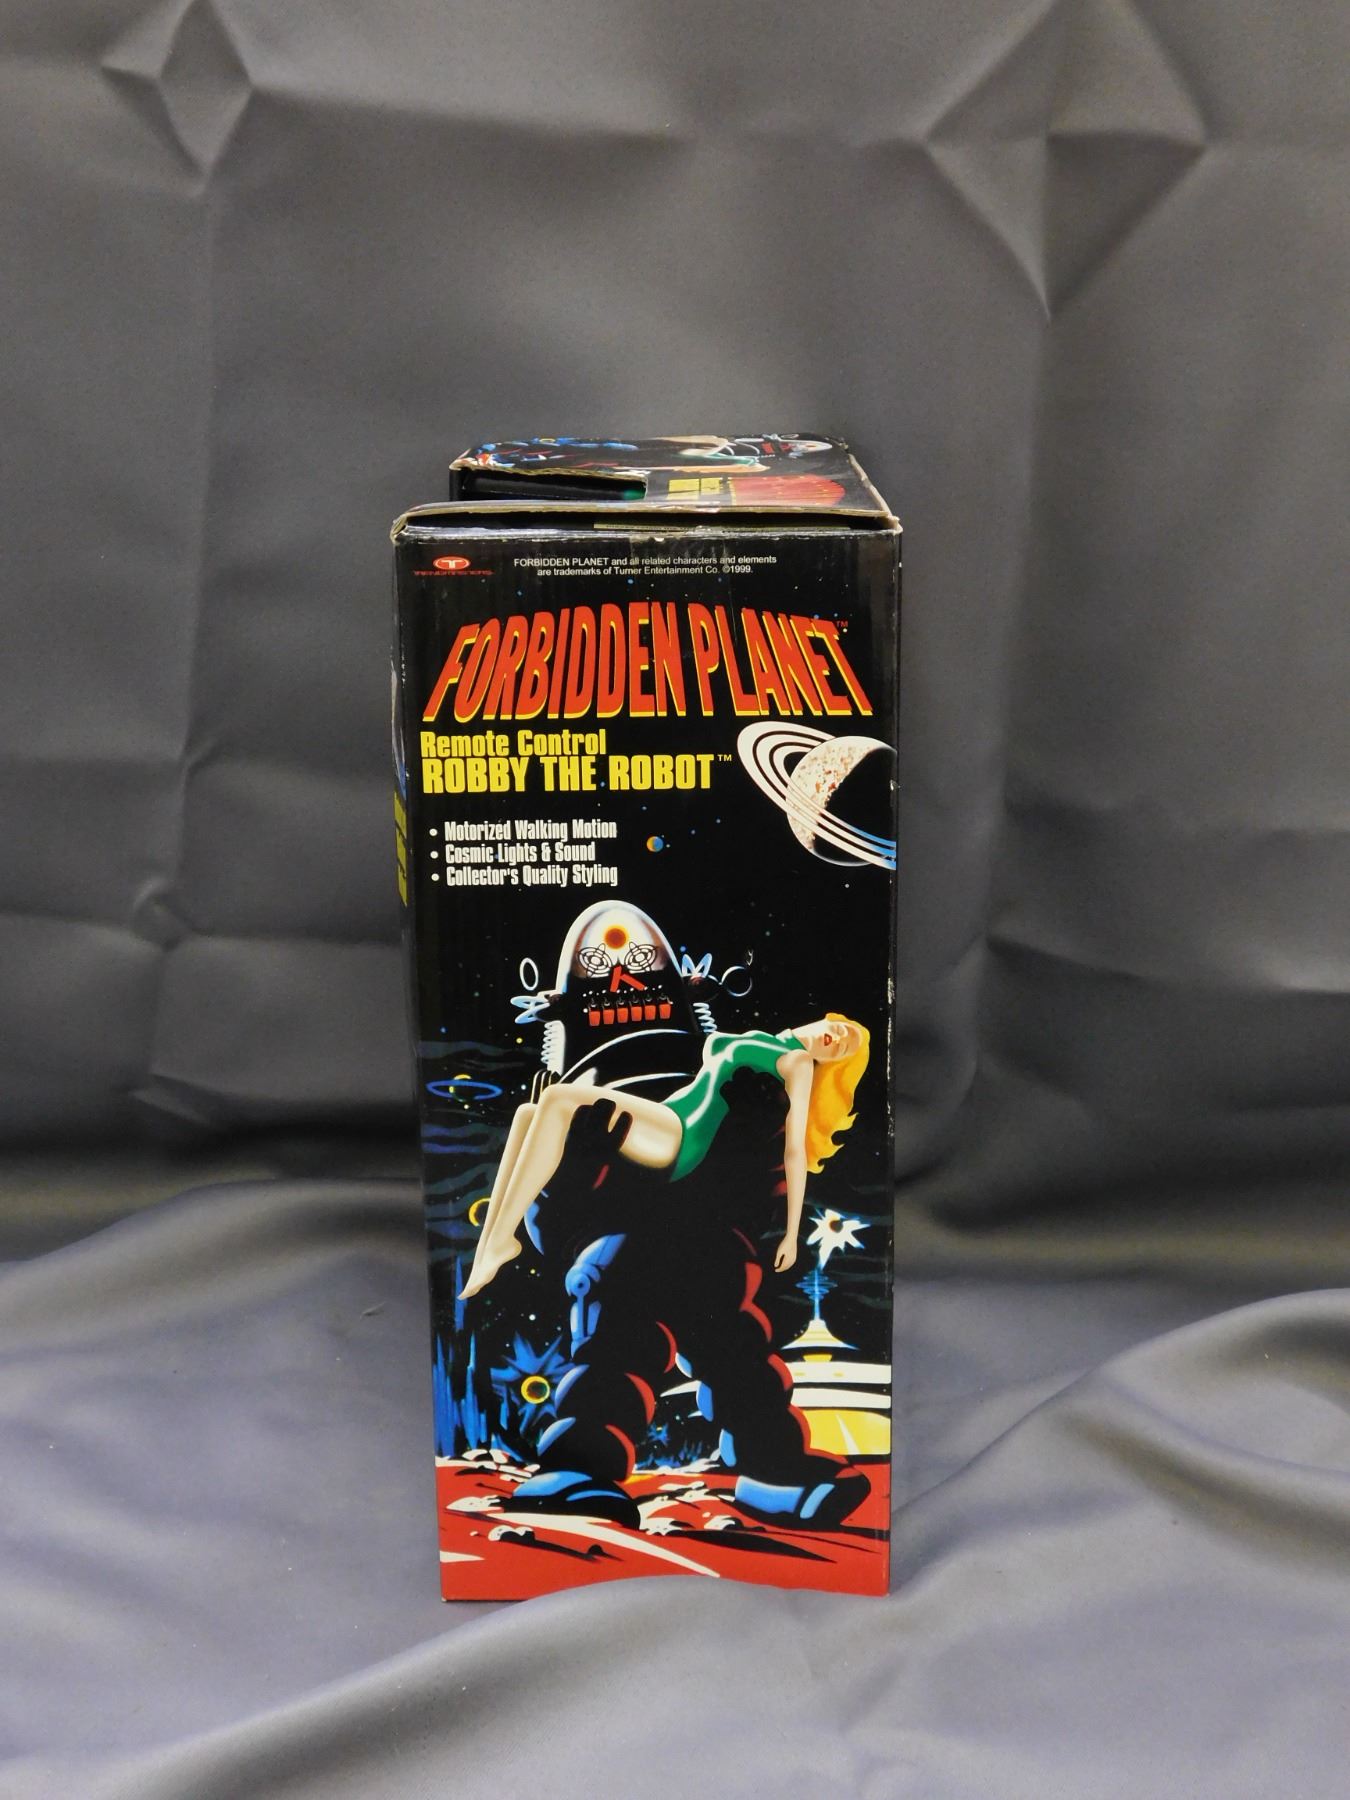 TRENDMASTERS
FORBIDDEN PLANET and all related characters and elements
are trademarks of Turner Entertainment Co. ©1999.
FORBIDDEN PLANET™
Remote Control
ROBBY THE ROBOT™
• Motorized Walking Motion
• Cosmic Lights & Sound
• Collector's Quality Styling